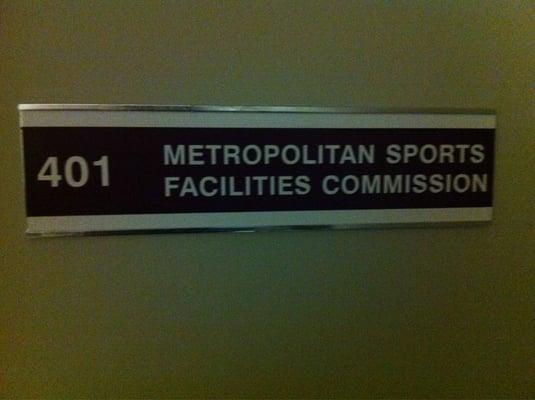 401
METROPOLITAN SPORTS
FACILITIES COMMISSION